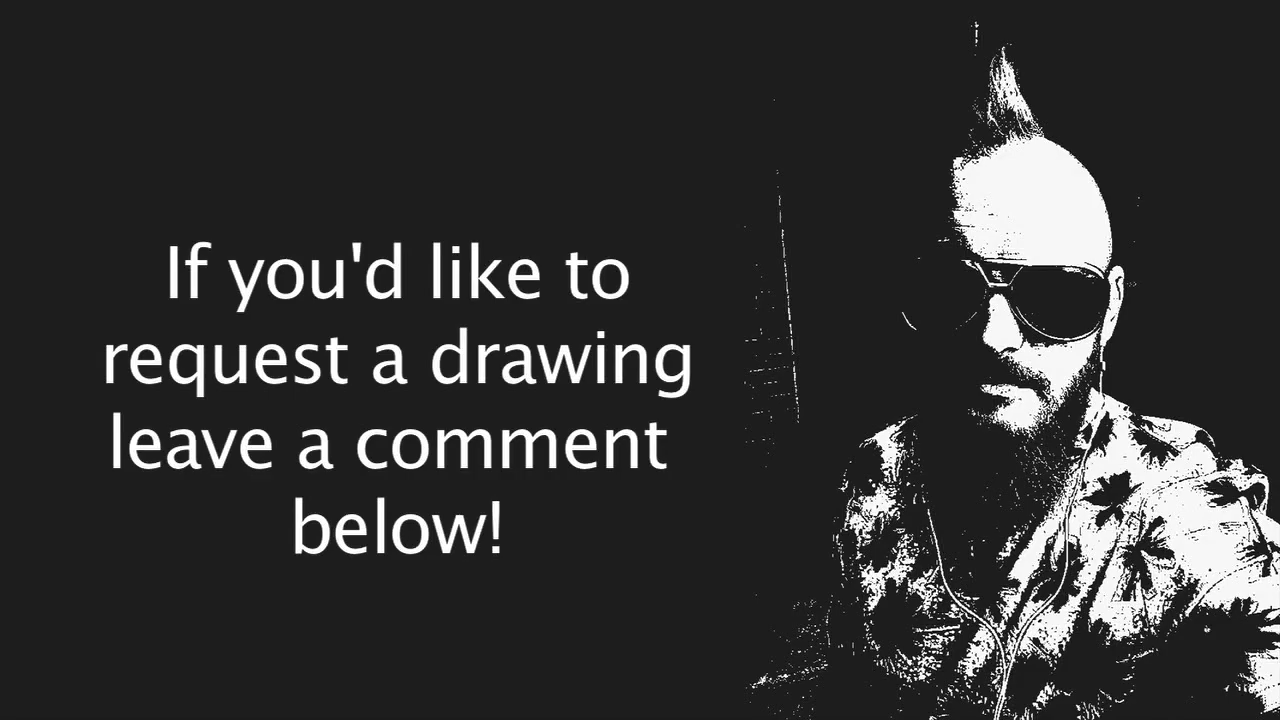 If you'd like to
request a drawing
leave a comment
below!